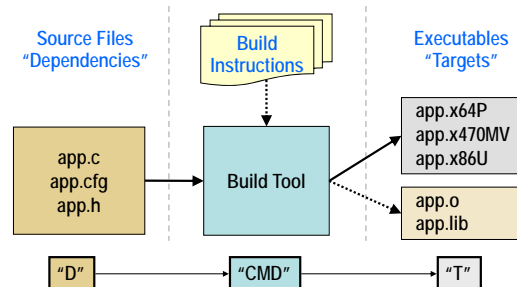 Source Files
“Dependencies”
Build
Instructions
Executables
“Targets”
app.c
app.cfg
app.h
Build Tool
app.x64P
app.x470MV
app.x86U
app.o
app.lib
“D”
“CMD”
“T”